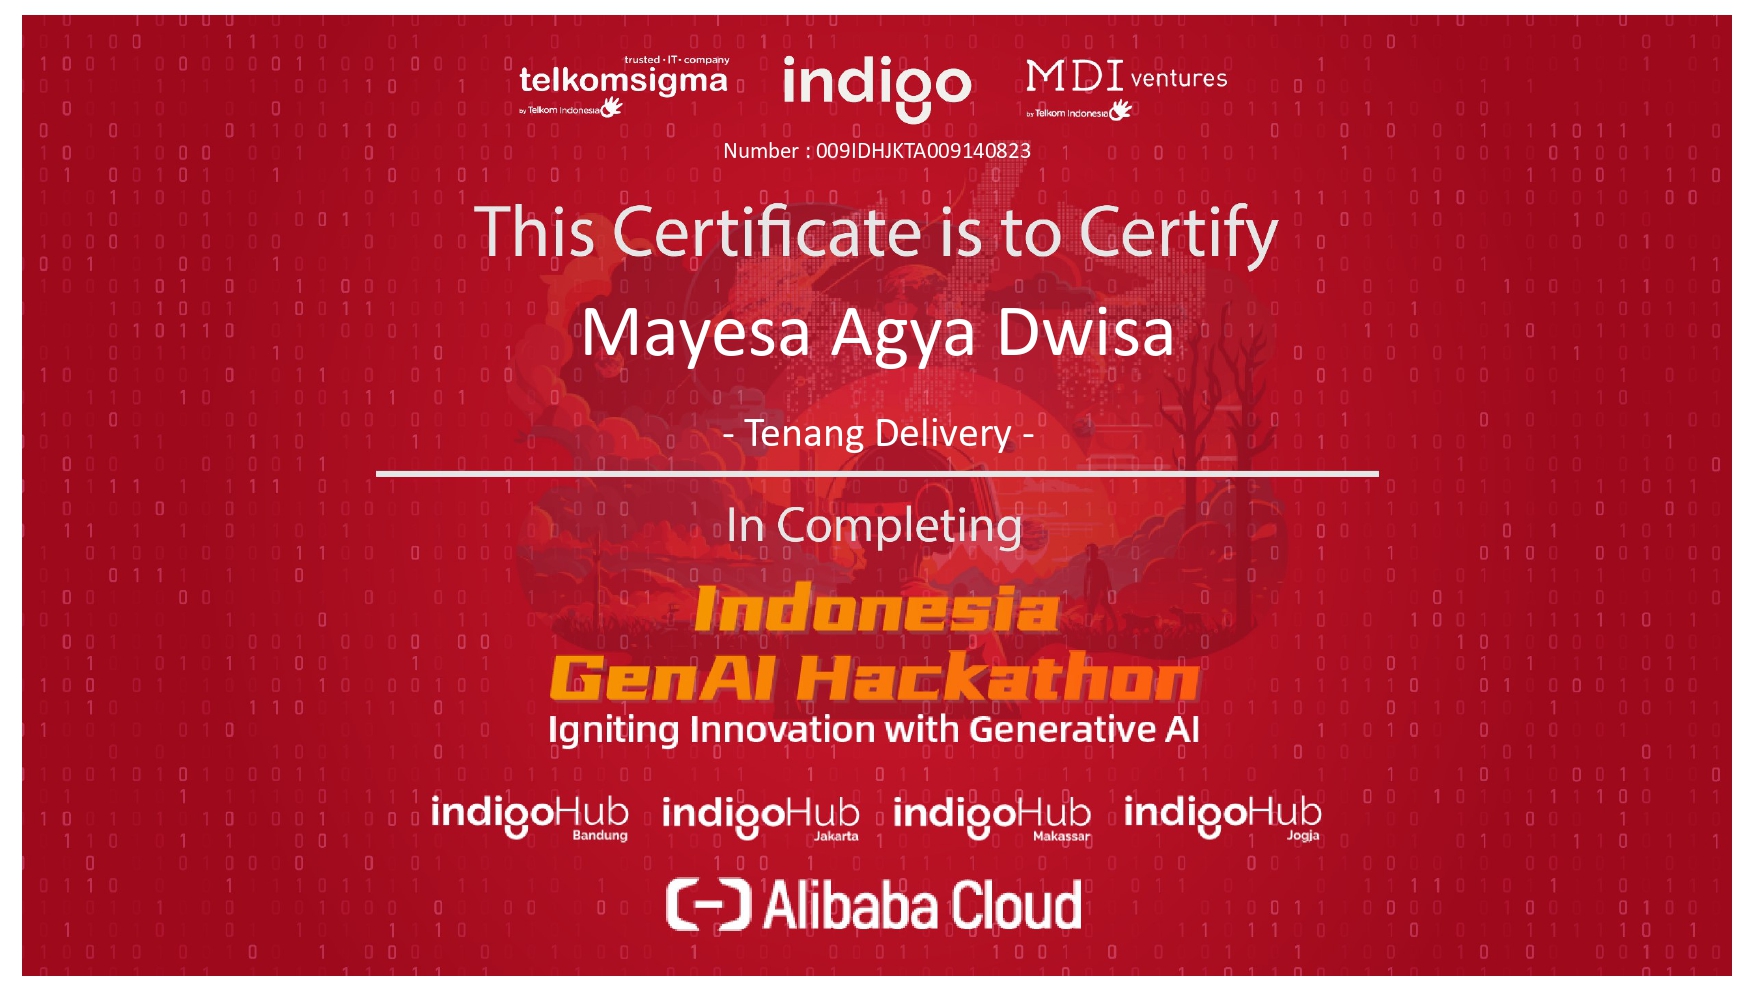 trusted · IT · company
telkomsigma
by Telkom Indonesia
indigo
MDI ventures
by Telkom Indonesia
Number : 009IDHJKTA009140823
This Certificate is to Certify
Mayesa Agya Dwisa
- Tenang Delivery -
In Completing
Indonesia
GenAI Hackathon
Igniting Innovation with Generative AI
indigoHub
Bandung
indigoHub
Jakarta
indigoHub
Makassar
indigoHub
Jogja
Alibaba Cloud